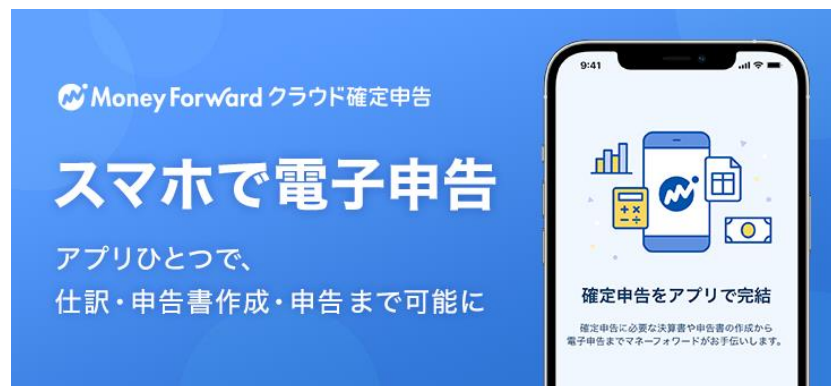 Money Forward クラウド確定申告
スマホで電子申告
アプリひとつで、
仕訳・申告書作成・申告まで可能に
9:41
確定申告をアプリで完結
確定申告に必要な決算書や申告書の作成から
電子申告までマネーフォワードがお手伝いします。